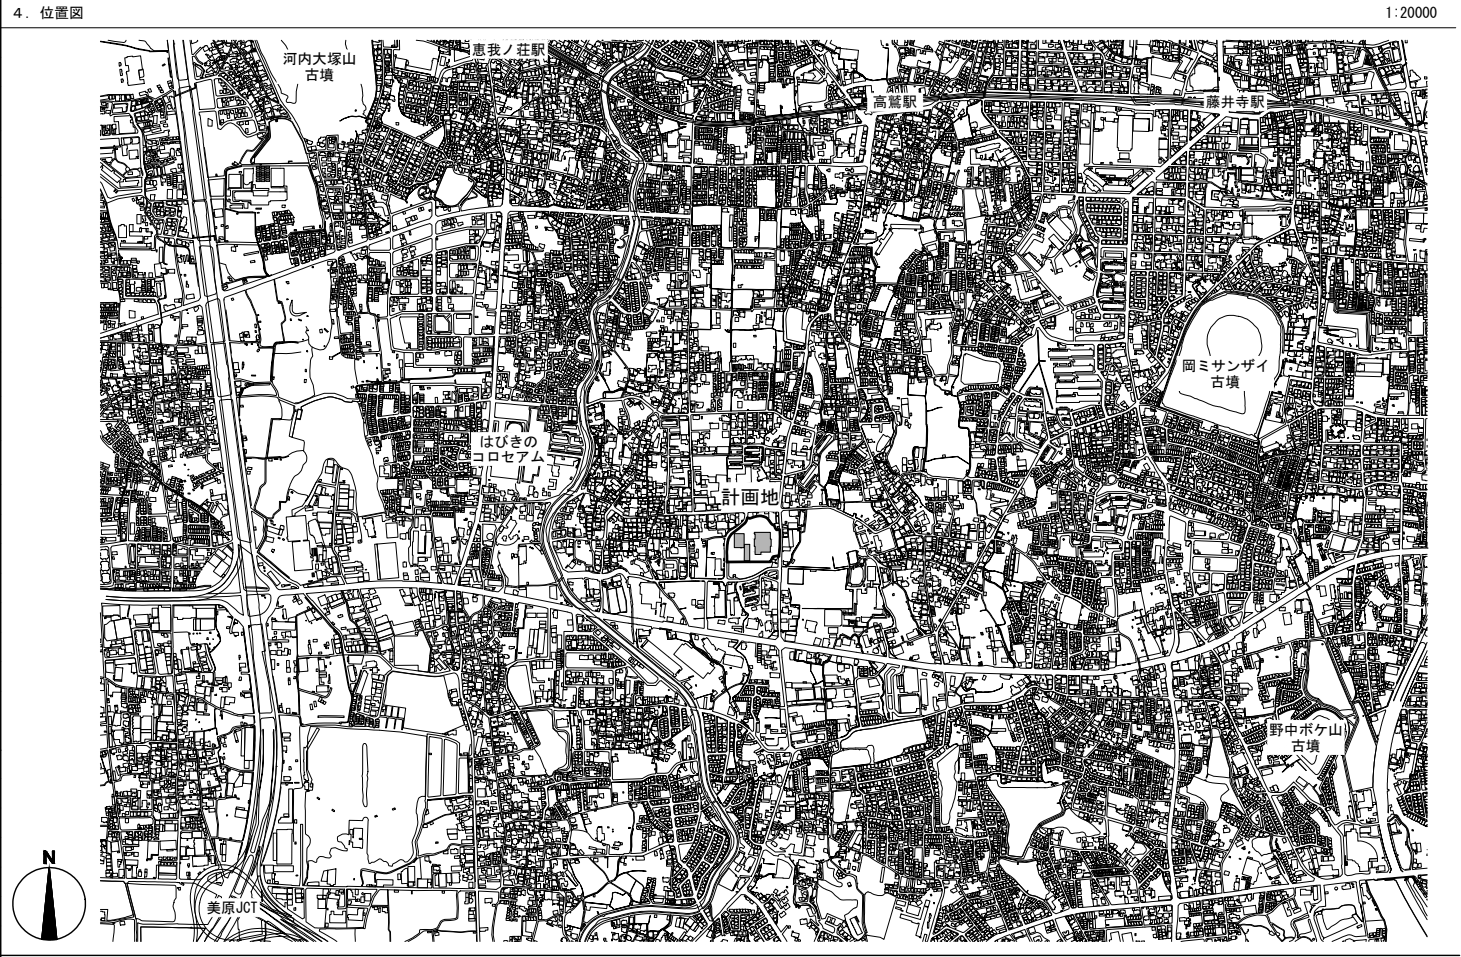 4. 位置図
1:20000
河内大塚山
古墳
恵我ノ荘駅
高鷲駅
藤井寺駅
岡ミサンザイ
古墳
はびきの
コロセアム
計画地
野中ボケ山
古墳
N
美原JCT